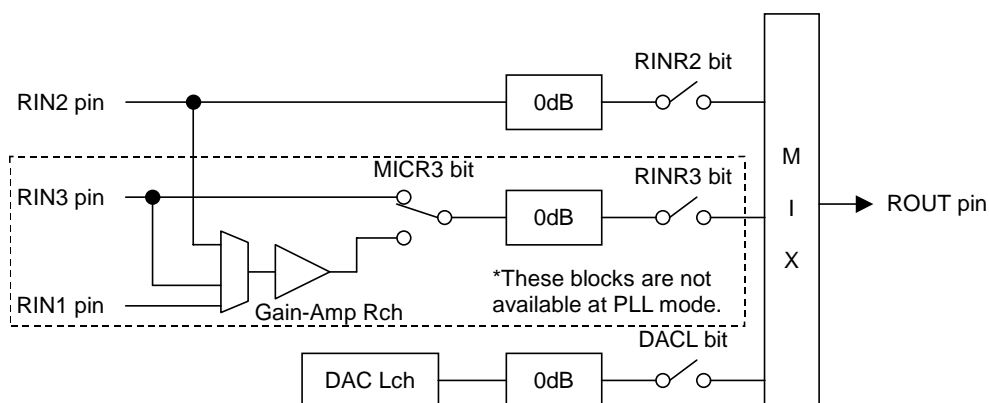 RINR2 bit
RIN2 pin
0dB
MICR3 bit
RINR3 bit
RIN3 pin
0dB
M
I
X
ROUT pin
*These blocks are not
available at PLL mode.
RIN1 pin
Gain-Amp Rch
DACL bit
DAC Lch
0dB